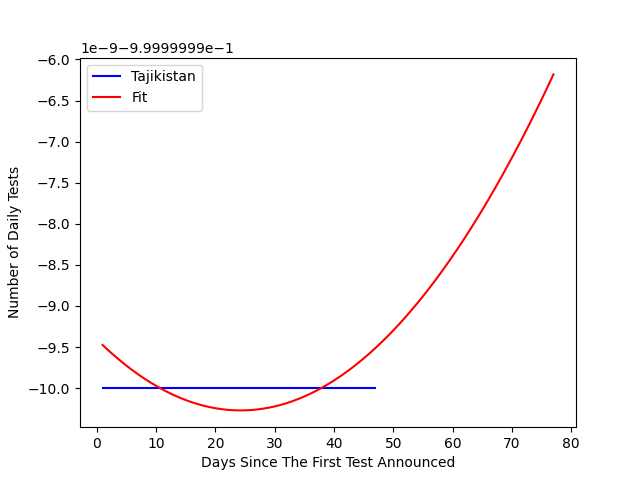 1e−9−9.9999999e−1
−6.0
−6.5
−7.0
−7.5
−8.0
−8.5
−9.0
−9.5
−10.0
Number of Daily Tests
Tajikistan
Fit
0 10 20 30 40 50 60 70 80
Days Since The First Test Announced